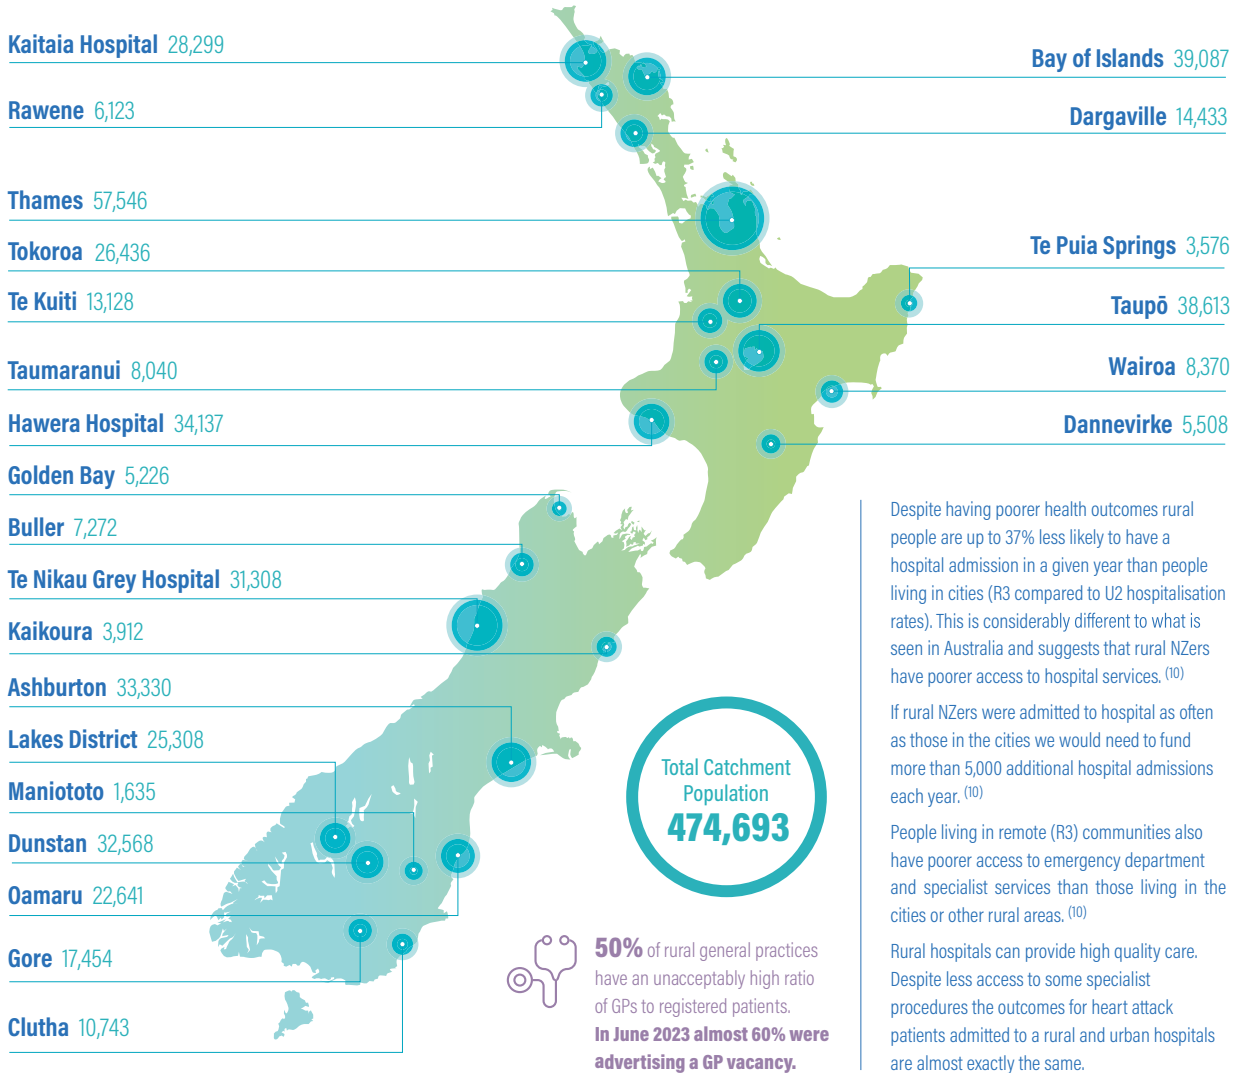 Kaitaia Hospital 28,299
Rawene 6,123
Thames 57,546
Tokoroa 26,436
Te Kuiti 13,128
Taumaranui 8,040
Hawera Hospital 34,137
Golden Bay 5,226
Buller 7,272
Te Nikau Grey Hospital 31,308
Kaikoura 3,912
Ashburton 33,330
Lakes District 25,308
Maniototo 1,635
Dunstan 32,568
Oamaru 22,641
Gore 17,454
Clutha 10,743
Bay of Islands 39,087
Dargaville 14,433
Te Puia Springs 3,576
Taupō 38,613
Wairoa 8,370
Dannevirke 5,508
Total Catchment
Population
474,693
50% of rural general practices
have an unacceptably high ratio
of GPs to registered patients.
In June 2023 almost 60% were
advertising a GP vacancy.
Despite having poorer health outcomes rural
people are up to 37% less likely to have a
hospital admission in a given year than people
living in cities (R3 compared to U2 hospitalisation
rates). This is considerably different to what is
seen in Australia and suggests that rural NZers
have poorer access to hospital services. (10)
If rural NZers were admitted to hospital as often
as those in the cities we would need to fund
more than 5,000 additional hospital admissions
each year. (10)
People living in remote (R3) communities also
have poorer access to emergency department
and specialist services than those living in the
cities or other rural areas. (10)
Rural hospitals can provide high quality care.
Despite less access to some specialist
procedures the outcomes for heart attack
patients admitted to a rural and urban hospitals
are almost exactly the same.